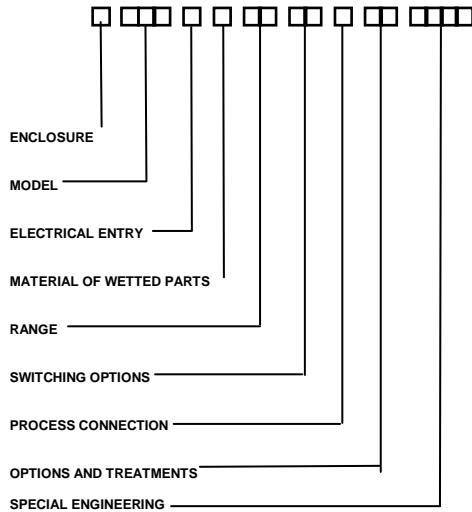 ENCLOSURE
MODEL
ELECTRICAL ENTRY
MATERIAL OF WETTED PARTS
RANGE
SWITCHING OPTIONS
PROCESS CONNECTION
OPTIONS AND TREATMENTS
SPECIAL ENGINEERING